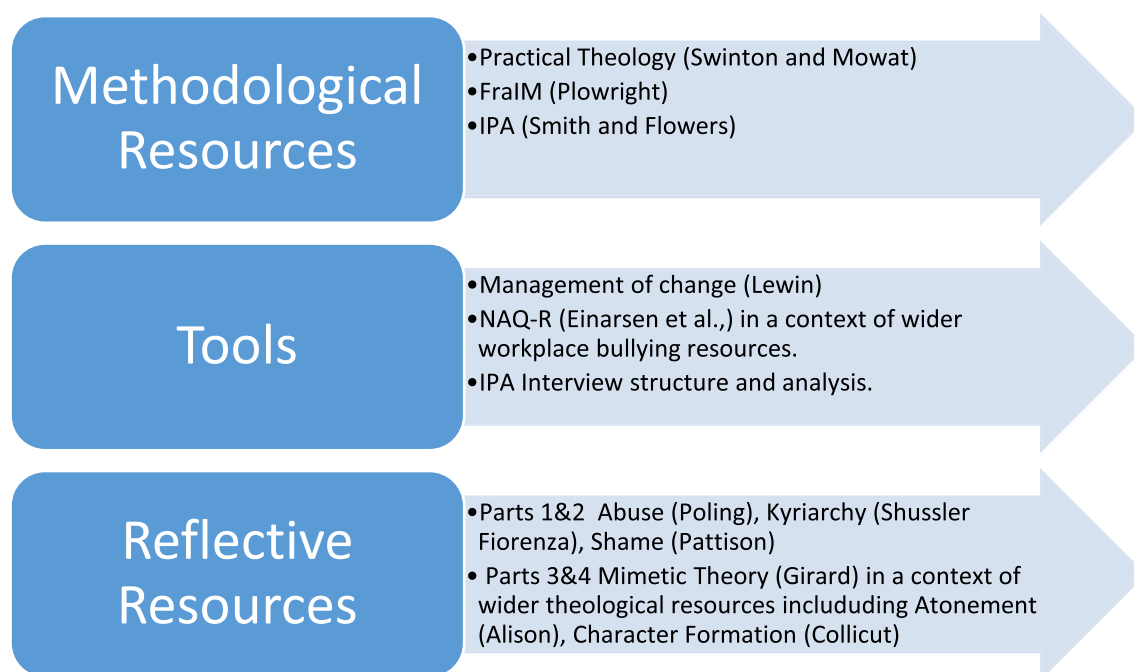 Methodological
Resources
•Practical Theology (Swinton and Mowat)
•FraIM (Plowright)
•IPA (Smith and Flowers)
Tools
•Management of change (Lewin)
•NAQ-R (Einarsen et al.,) in a context of wider
workplace bullying resources.
•IPA Interview structure and analysis.
Reflective
Resources
•Parts 1&2  Abuse (Poling), Kyriarchy (Shussler
Fiorenza), Shame (Pattison)
• Parts 3&4 Mimetic Theory (Girard) in a context of
wider theological resources includuding Atonement
(Alison), Character Formation (Collicut)